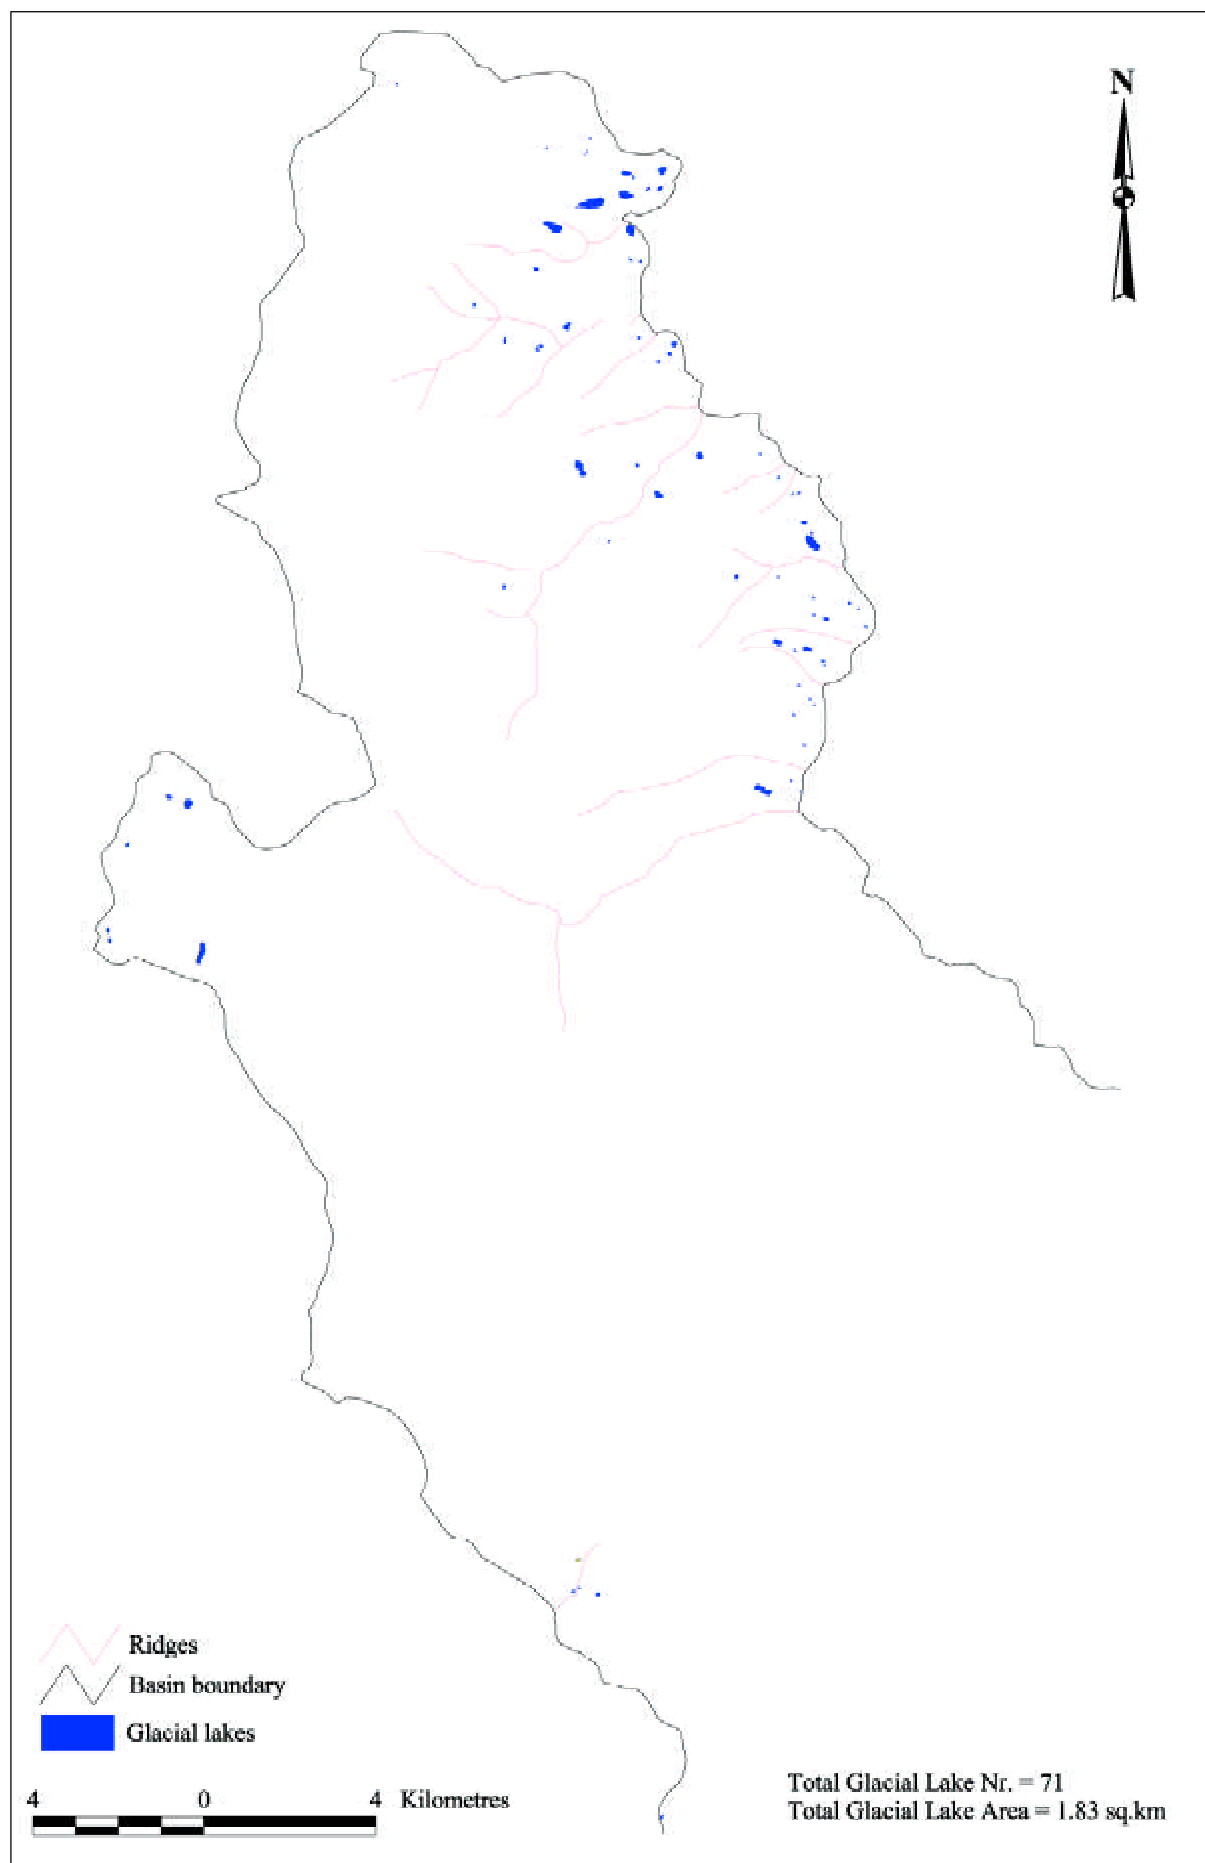 N
Ridges
Basin boundary
Glacial lakes
4 0 4 Kilometres
Total Glacial Lake Nr. = 71
Total Glacial Lake Area = 1.83 sq.km